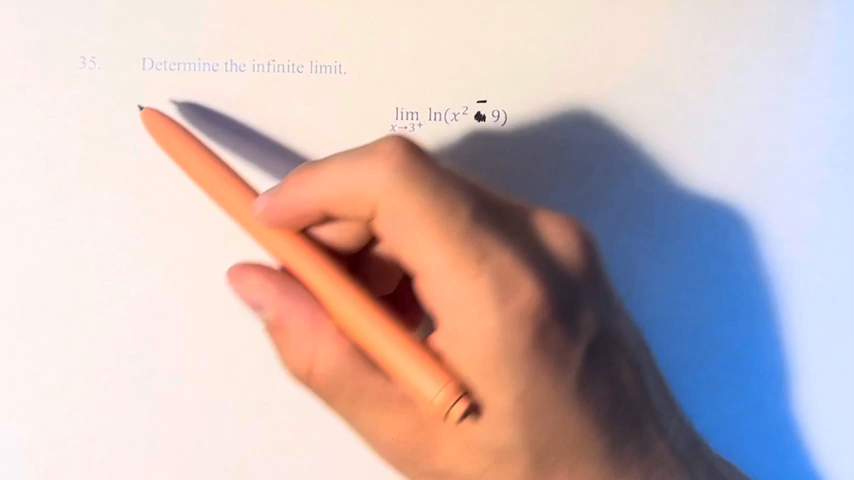 35. Determine the infinite limit.
lim ln(x² - 9)
x→3⁺